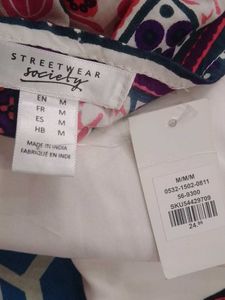 STREETWEAR
society
EN M
FR M
ES M
HB M
MADE IN INDIA
FABRIQUÉ EN INDE
M/M/M
0532-1502-0811
56-9300
SKU54429709
24.99